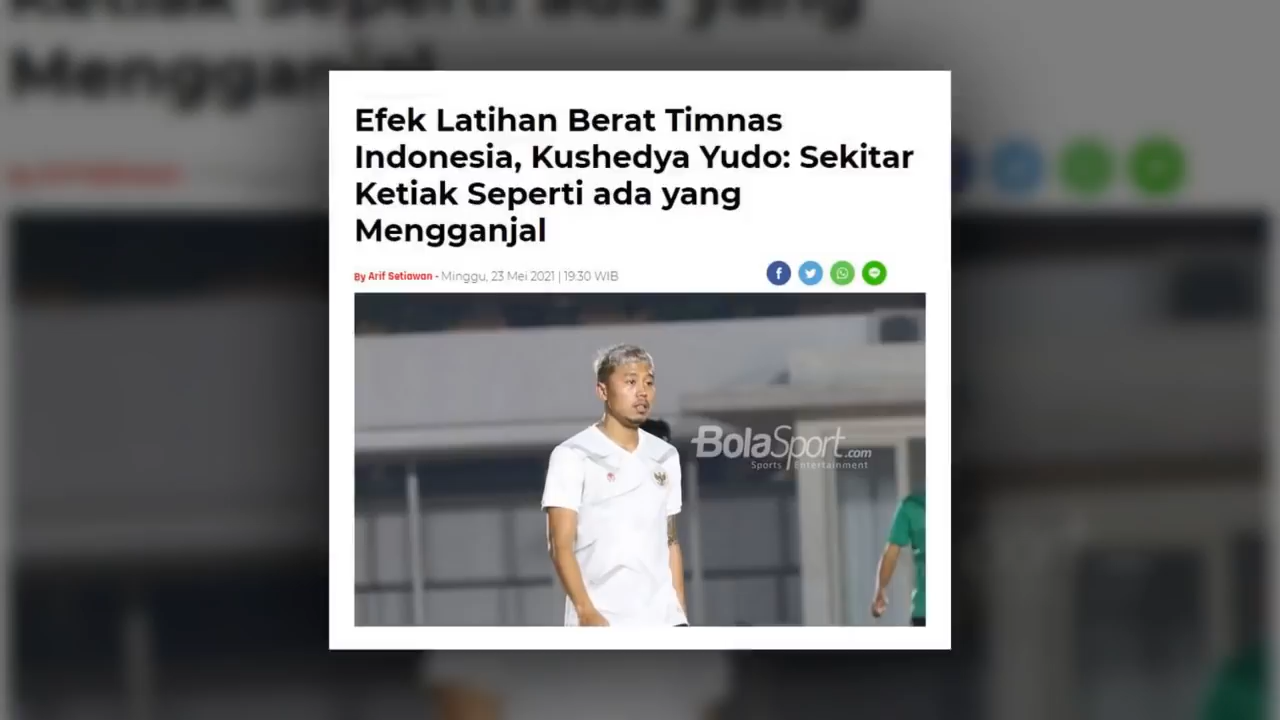 Efek Latihan Berat Timnas
Indonesia, Kushedya Yudo: Sekitar
Ketiak Seperti ada yang
Mengganjal
By Arif Setiawan - Minggu, 23 Mei 2021 | 19:30 WIB
BolaSport.com
Sports Entertainment